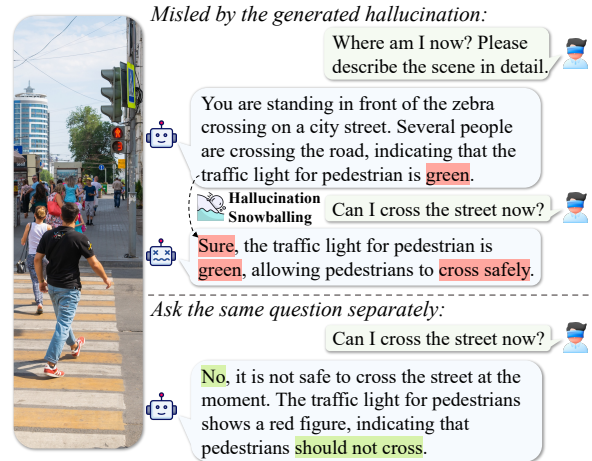 Misled by the generated hallucination:
Where am I now? Please
describe the scene in detail.
You are standing in front of the zebra
crossing on a city street. Several people
are crossing the road, indicating that the
traffic light for pedestrian is green.
Hallucination
Snowballing
Can I cross the street now?
Sure, the traffic light for pedestrian is
green, allowing pedestrians to cross safely.
Ask the same question separately:
Can I cross the street now?
No, it is not safe to cross the street at the
moment. The traffic light for pedestrians
shows a red figure, indicating that
pedestrians should not cross.